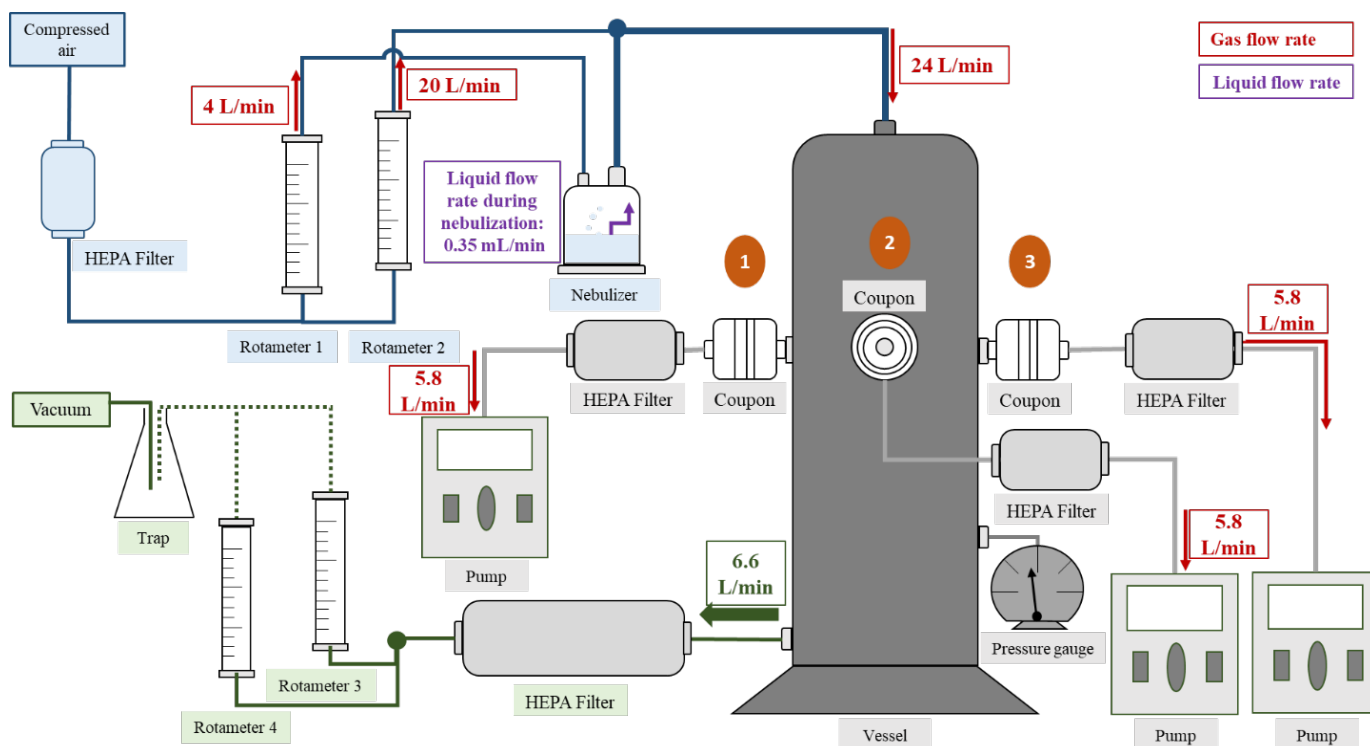 Compressed
air
Gas flow rate
Liquid flow rate
4 L/min
20 L/min
24 L/min
Liquid flow
rate during
nebulization:
0.35 mL/min
HEPA Filter
Nebulizer
1
2
3
Coupon
Rotameter 1
Rotameter 2
5.8
L/min
5.8
L/min
HEPA Filter
Coupon
Coupon
HEPA Filter
Vacuum
Trap
Pump
HEPA Filter
5.8
L/min
6.6
L/min
Pressure gauge
Rotameter 3
Rotameter 4
HEPA Filter
Vessel
Pump
Pump